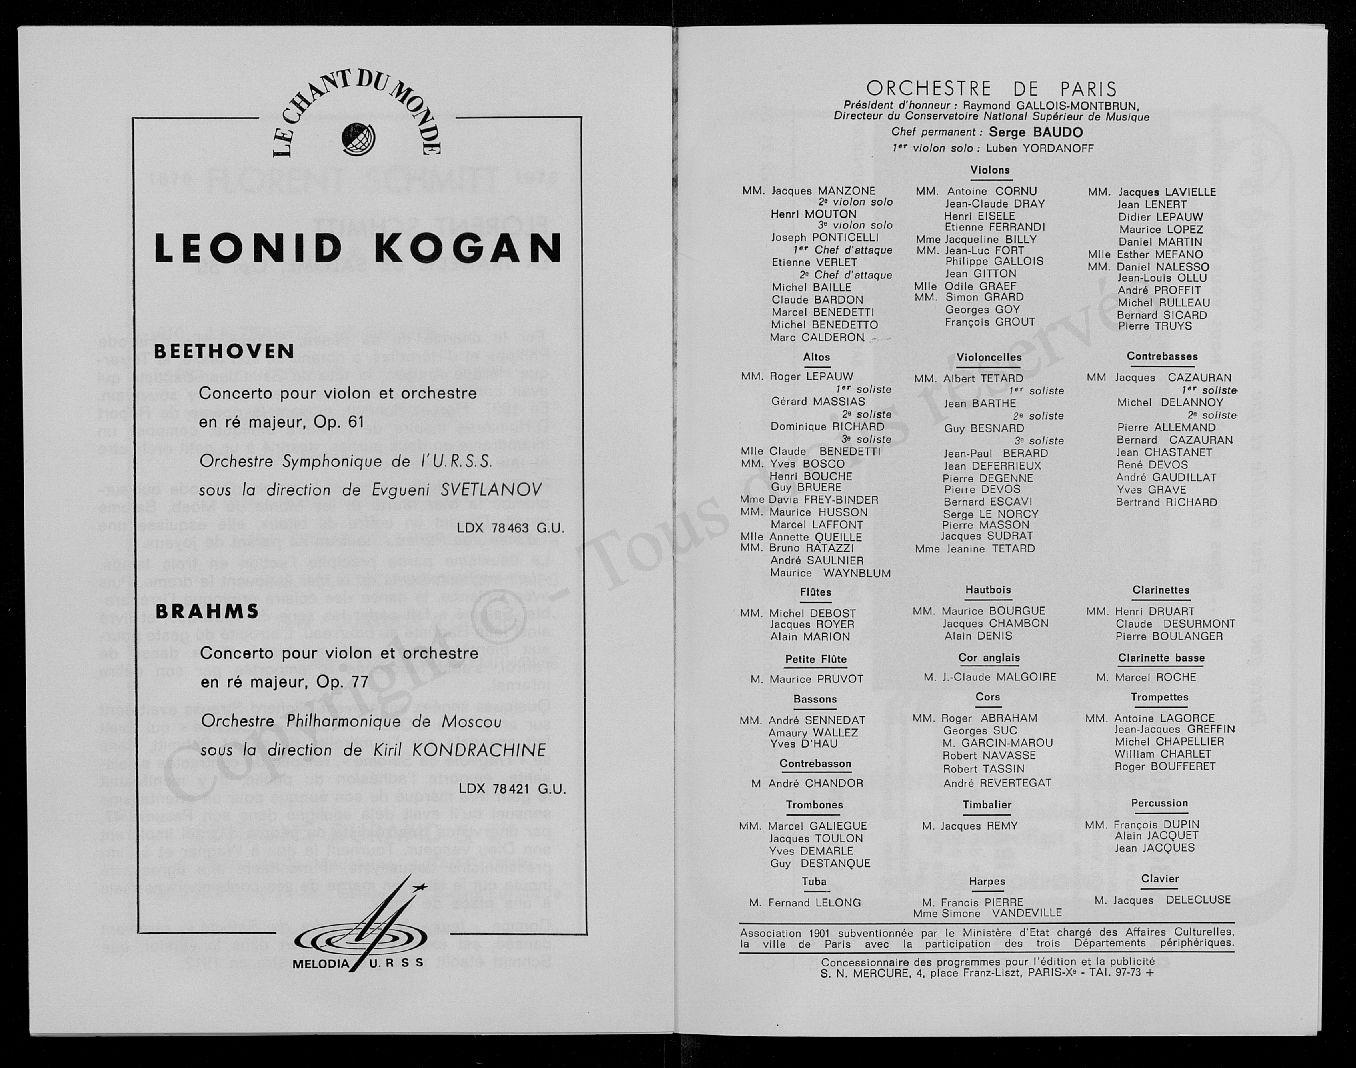 LE CHANT DU MONDE
LEONID KOGAN
BEETHOVEN
Concerto pour violon et orchestre
en ré majeur, Op. 61
Orchestre Symphonique de l'U.R.S.S.
sous la direction de Evgueni SVETLANOV
LDX 78463 G.U.
BRAHMS
Concerto pour violon et orchestre
en ré majeur, Op. 77
Orchestre Philharmonique de Moscou
sous la direction de Kiril KONDRACHINE
LDX 78421 G.U.
MELODIA U.R.S.S
ORCHESTRE DE PARIS
Président d'honneur : Raymond GALLOIS-MONTBRUN,
Directeur du Conservatoire National Supérieur de Musique
Chef permanent : Serge BAUDO
1er violon solo : Luben YORDANOFF
Violons
MM. Jacques MANZONE
2e violon solo
Henri MOUTON
3e violon solo
Joseph PONTICELLI
1er Chef d'attaque
Etienne VERLET
2e Chef d'attaque
Michel BAILLE
Claude BARDON
Marcel BENEDETTI
Michel BENEDETTO
Marc CALDERON
MM. Antoine CORNU
Jean-Claude DRAY
Henri EISELE
Etienne FERRANDI
Mme Jacqueline BILLY
MM. Jean-Luc FORT
Philippe GALLOIS
Jean GITTON
Mlle Odile GRAEF
MM. Simon GRARD
Georges GOY
François GROUT
MM. Jacques LAVIELLE
Jean LENERT
Didier LEPAUW
Maurice LOPEZ
Daniel MARTIN
Mlle Esther MEFANO
MM. Daniel NALESSO
Jean-Louis OLLU
André PROFFIT
Michel RULLEAU
Bernard SICARD
Pierre TRUYS
Altos
MM. Roger LEPAUW
1er soliste
Gérard MASSIAS
2e soliste
Dominique RICHARD
3e soliste
Mlle Claude BENEDETTI
MM. Yves BOSCO
Henri BOUCHE
Guy BRUERE
Mme Davia FREY-BINDER
MM. Maurice HUSSON
Marcel LAFFONT
Mlle Annette QUEILLE
MM. Bruno RATAZZI
André SAULNIER
Maurice WAYNBLUM
Violoncelles
MM. Albert TETARD
1er soliste
Jean BARTHE
2e soliste
Guy BESNARD
3e soliste
Jean-Paul BERARD
Jean DEFERRIEUX
Pierre DEGENNE
Pierre DEVOS
Bernard ESCAVI
Serge LE NORCY
Pierre MASSON
Jacques SUDRAT
Mme Jeanine TETARD
Contrebasses
MM Jacques CAZAURAN
1er soliste
Michel DELANNOY
2e soliste
Pierre ALLEMAND
Bernard CAZAURAN
Jean CHASTANET
René DEVOS
André GAUDILLAT
Yves GRAVE
Bertrand RICHARD
Flûtes
MM. Michel DEBOST
Jacques ROYER
Alain MARION
Hautbois
MM. Maurice BOURGUE
Jacques CHAMBON
Alain DENIS
Clarinettes
MM. Henri DRUART
Claude DESURMONT
Pierre BOULANGER
Petite Flûte
M. Maurice PRUVOT
Cor anglais
M. J.-Claude MALGOIRE
Clarinette basse
M. Marcel ROCHE
Bassons
MM. André SENNEDAT
Amaury WALLEZ
Yves D'HAU
Contrebasson
M André CHANDOR
Cors
MM. Roger ABRAHAM
Georges SUC
M. GARCIN-MAROU
Robert NAVASSE
Robert TASSIN
André REVERTEGAT
Trompettes
MM. Antoine LAGORCE
Jean-Jacques GREFFIN
Michel CHAPELLIER
William CHARLET
Roger BOUFFERET
Trombones
MM. Marcel GALIEGUE
Jacques TOULON
Yves DEMARLE
Guy DESTANQUE
Timbalier
M. Jacques REMY
Percussion
MM. François DUPIN
Alain JACQUET
Jean JACQUES
Tuba
M. Fernand LELONG
Harpes
M. Francis PIERRE
Mme Simone VANDEVILLE
Clavier
M. Jacques DELECLUSE
Association 1901 subventionnée par le Ministère d'Etat chargé des Affaires Culturelles,
la ville de Paris avec la participation des trois Départements périphériques.
Concessionnaire des programmes pour l'édition et la publicité
S. N. MERCURE, 4, place Franz-Liszt, PARIS-Xe - TAI. 97-73 +
Copyright © - Tous droits réservés